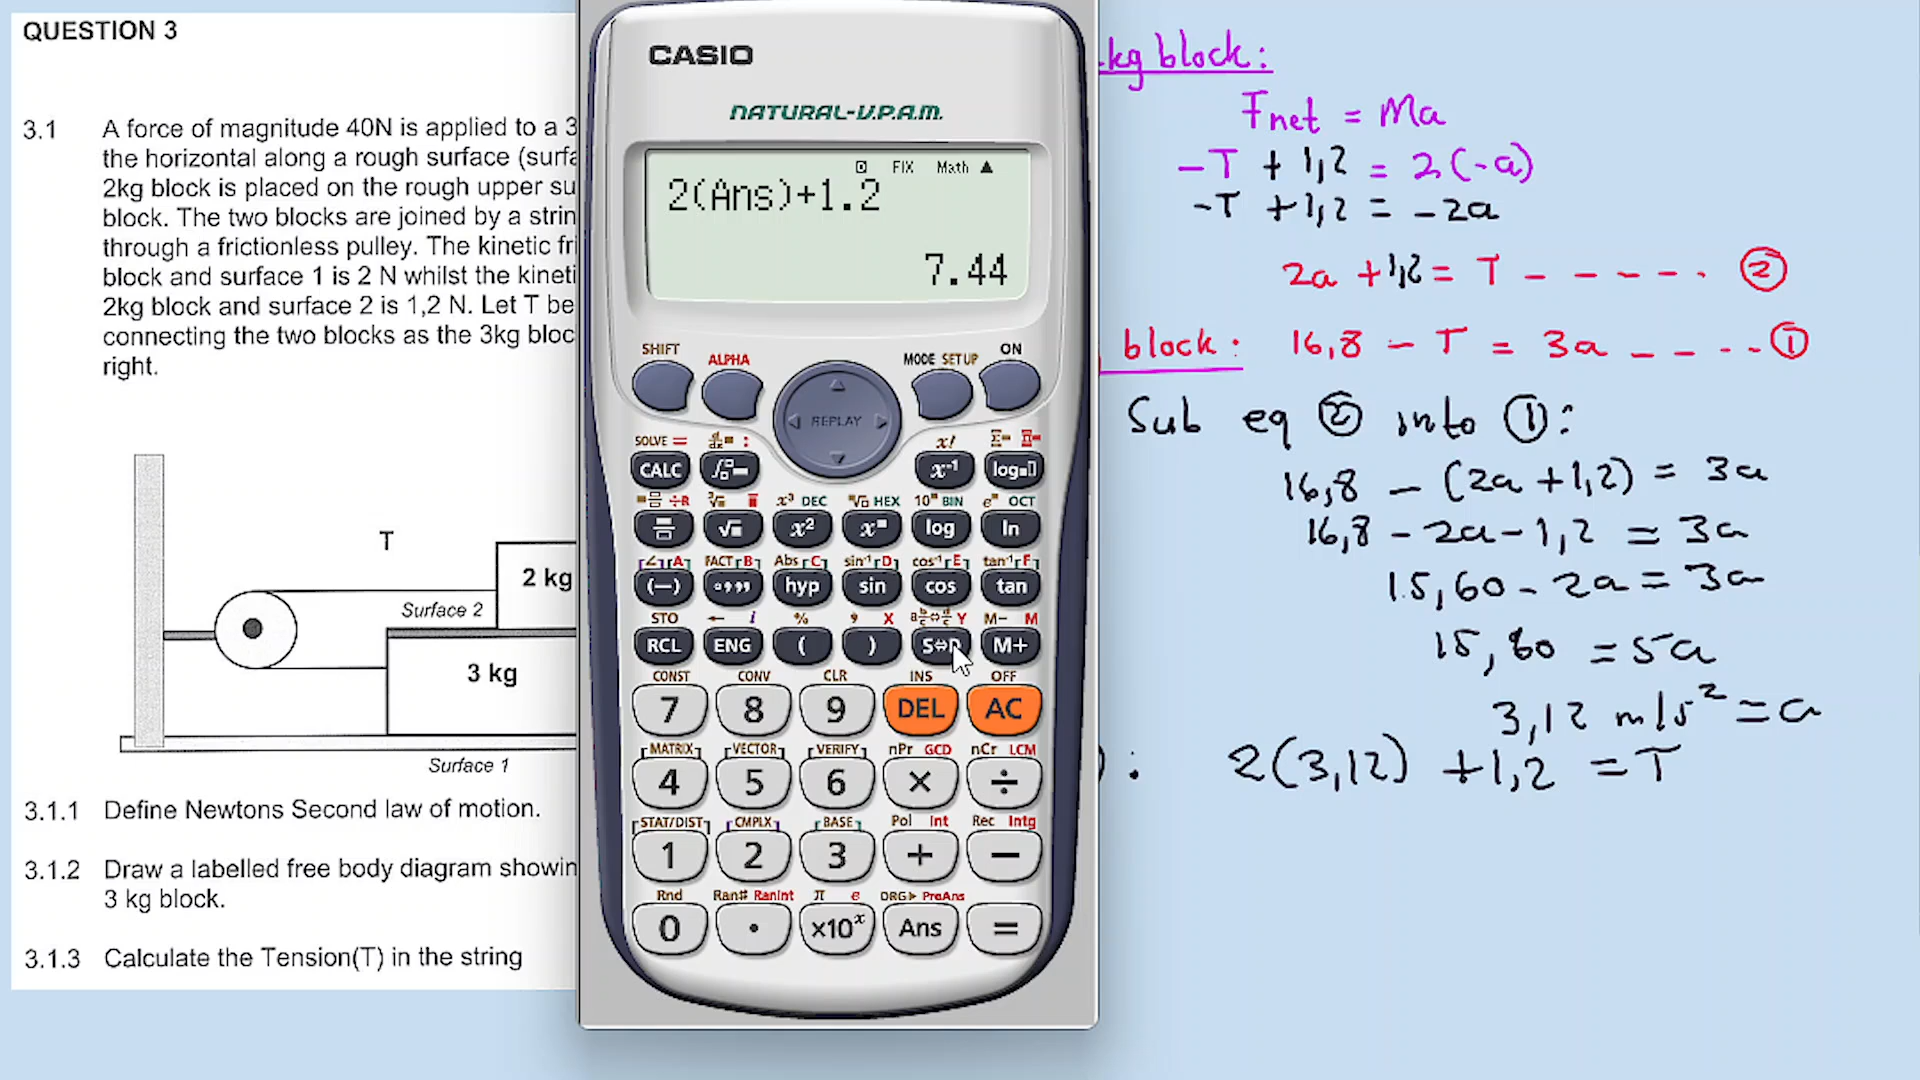 QUESTION 3
3.1 A force of magnitude 40N is applied to a 3
the horizontal along a rough surface (surfa
2kg block is placed on the rough upper su
block. The two blocks are joined by a strin
through a frictionless pulley. The kinetic fri
block and surface 1 is 2 N whilst the kineti
2kg block and surface 2 is 1,2 N. Let T be
connecting the two blocks as the 3kg bloc
right.
T
2 kg
Surface 2
3 kg
Surface 1
3.1.1 Define Newtons Second law of motion.
3.1.2 Draw a labelled free body diagram showin
3 kg block.
3.1.3 Calculate the Tension(T) in the string
CASIO
NATURAL-V.P.A.M.
D FIX Math ▲
2(Ans)+1.2
7.44
SHIFT ALPHA MODE SETUP ON
REPLAY
SOLVE = d/dx : x! Σ Π
CALC x⁻¹ log
÷R x³ DEC HEX 10 BIN e OCT
√ x² log ln
∠ A FACT B Abs C sin⁻¹ D cos⁻¹ E tan⁻¹ F
(−) °'" hyp sin cos tan
STO ← i % , X Y M− M
RCL ENG ( ) S⇔D M+
CONST CONV CLR INS OFF
7 8 9 DEL AC
MATRIX VECTOR VERIFY nPr GCD nCr LCM
4 5 6 × ÷
STAT/DIST CMPLX BASE Pol Int Rec Intg
1 2 3 + −
Rnd Ran# RanInt π e DRG▶ PreAns
0 . ×10ˣ Ans =
kg block:
Fnet = Ma
-T + 1,2 = 2(-a)
-T + 1,2 = -2a
2a + 1,2 = T - - - - - ②
block: 16,8 - T = 3a - - - - ①
Sub eq ② into ①:
16,8 - (2a + 1,2) = 3a
16,8 - 2a - 1,2 = 3a
15,60 - 2a = 3a
15,60 = 5a
3,12 m/s² = a
) : 2(3,12) + 1,2 = T